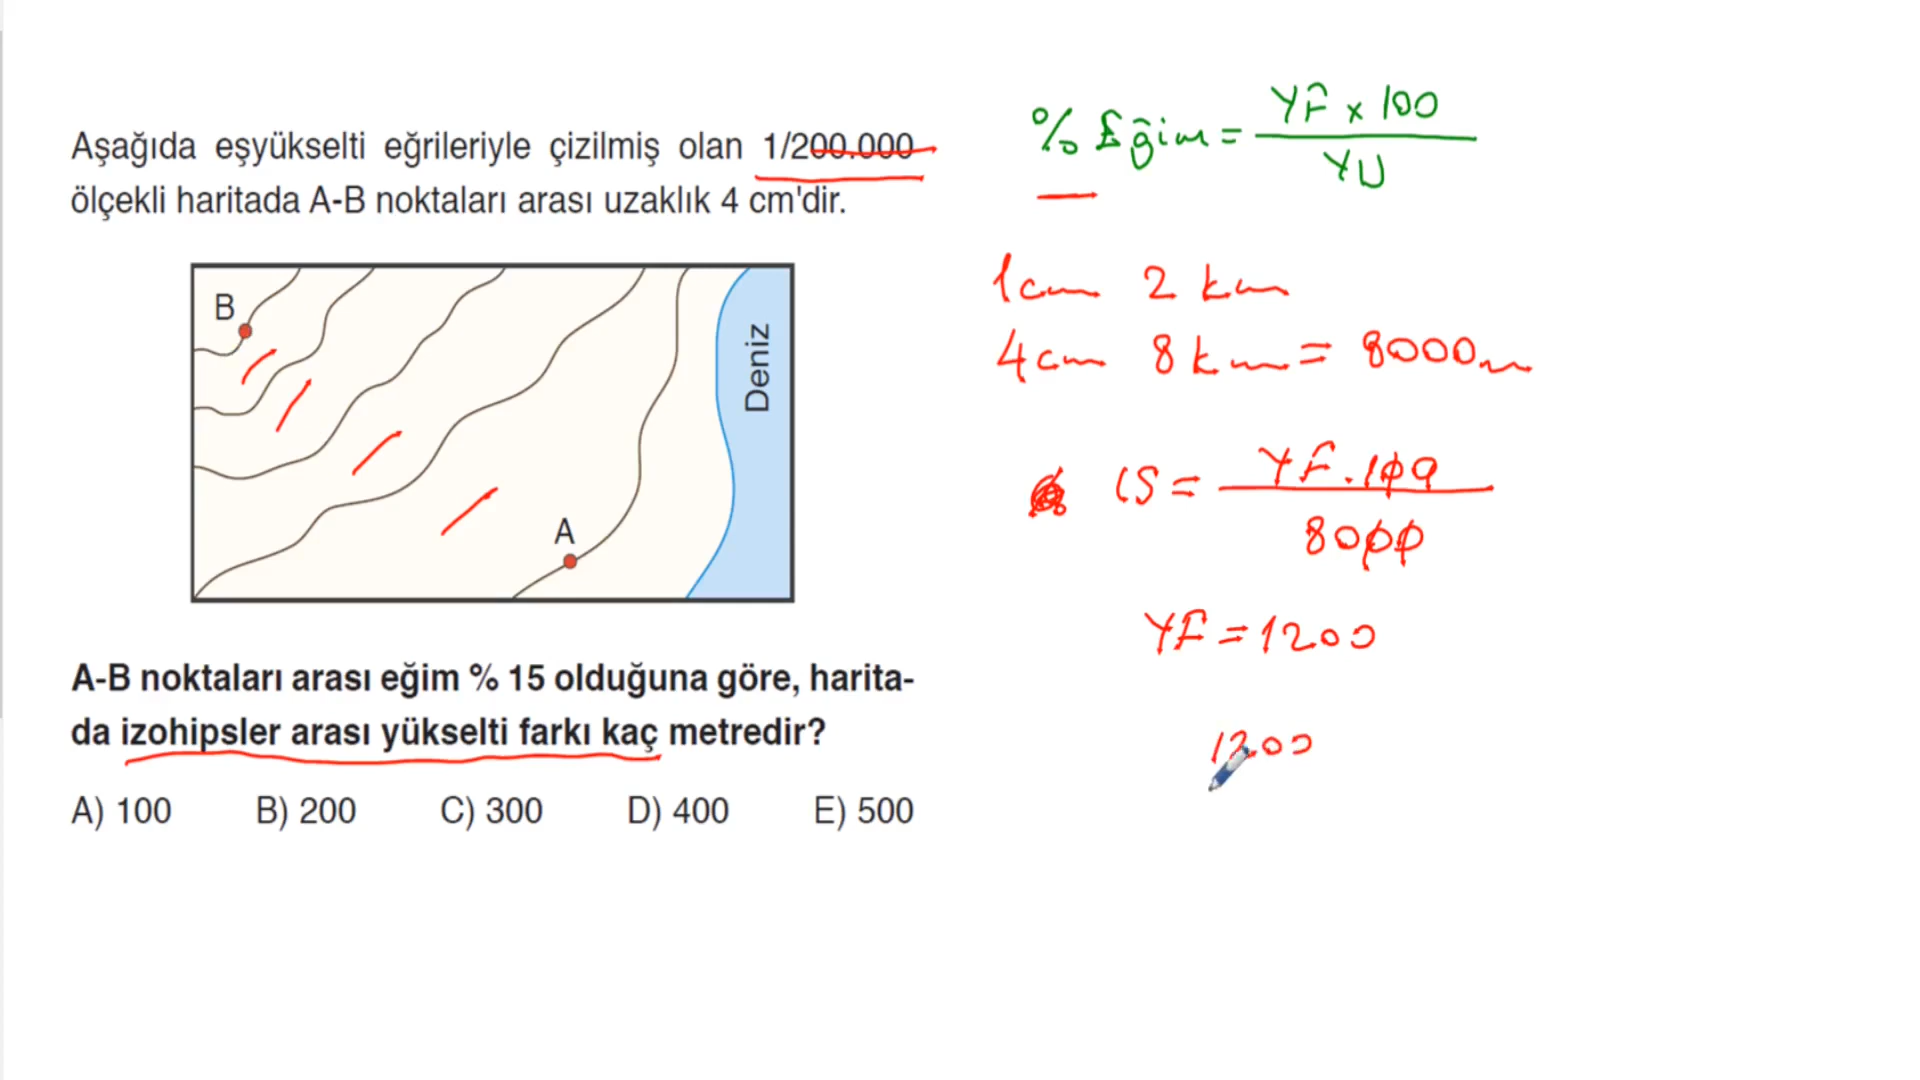 Aşağıda eşyükselti eğrileriyle çizilmiş olan 1/200.000
ölçekli haritada A-B noktaları arası uzaklık 4 cm'dir.
B
A
Deniz
A-B noktaları arası eğim % 15 olduğuna göre, harita-
da izohipsler arası yükselti farkı kaç metredir?
A) 100 B) 200 C) 300 D) 400 E) 500
% Eğim = YF x 100
YU
1cm 2 km
4cm 8 km = 8000m
15 = YF.100
8000
YF = 1200
1200